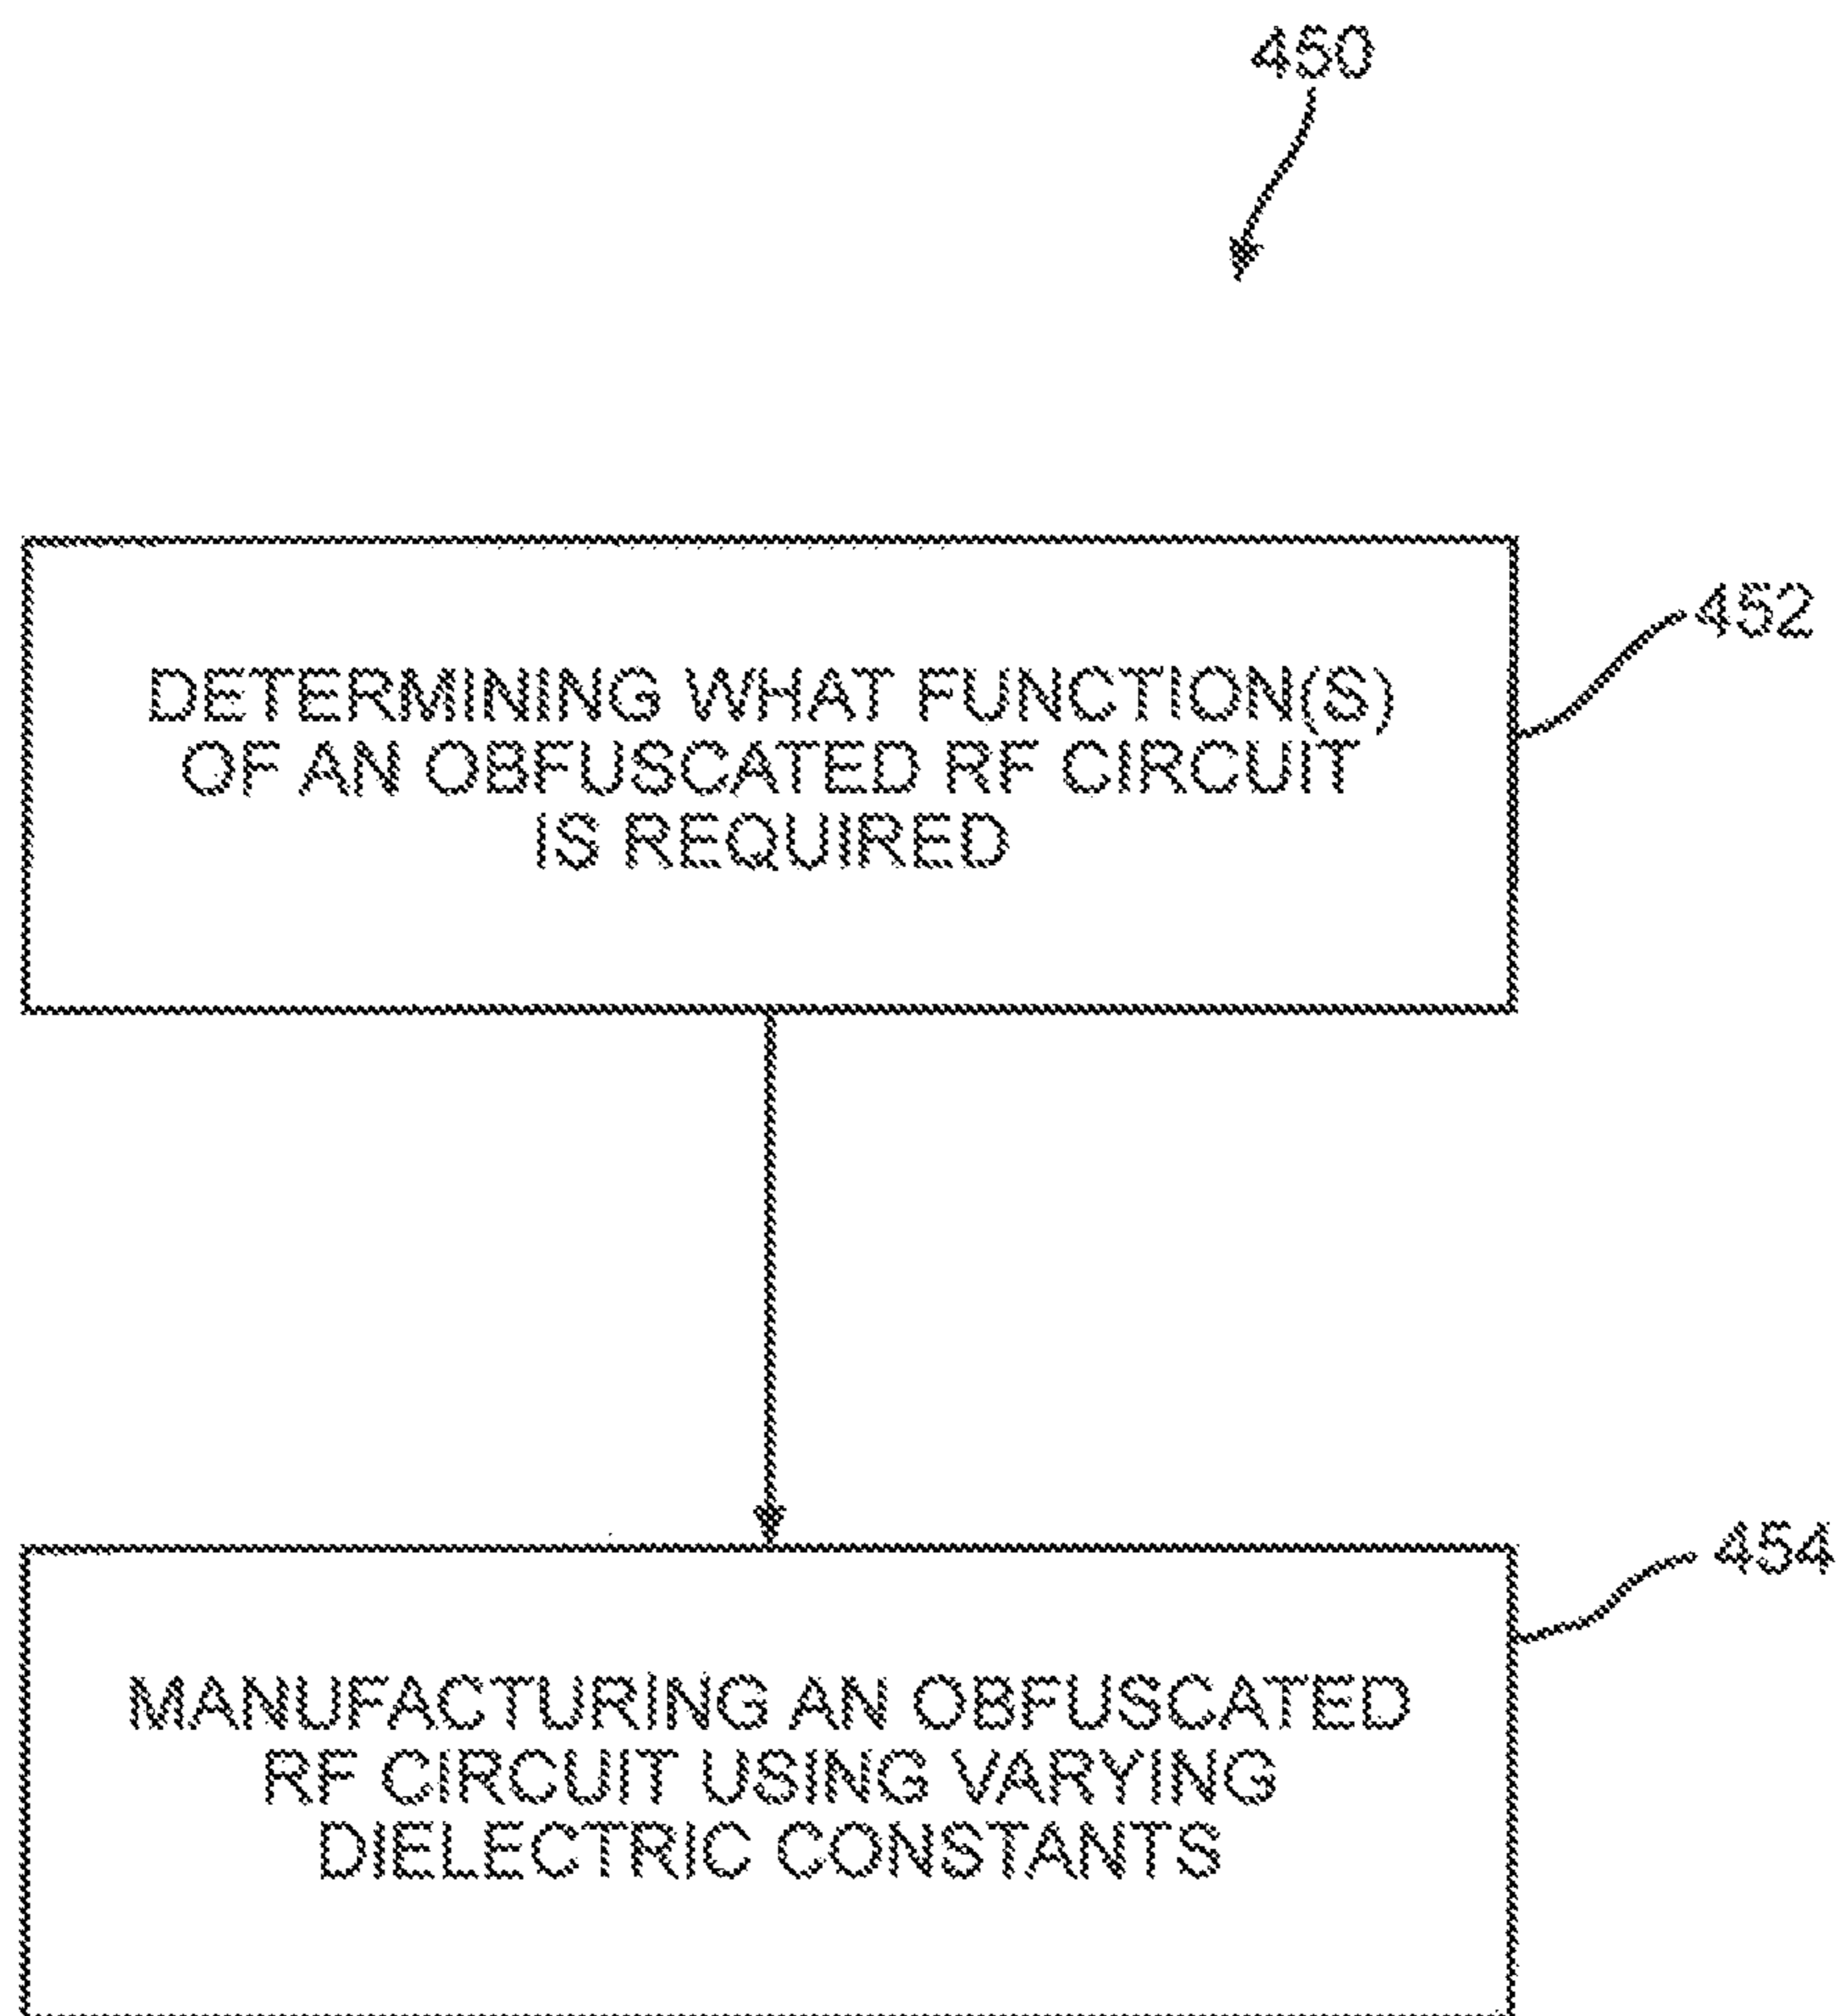 450
452
DETERMINING WHAT FUNCTION(S)
OF AN OBFUSCATED RF CIRCUIT
IS REQUIRED
454
MANUFACTURING AN OBFUSCATED
RF CIRCUIT USING VARYING
DIELECTRIC CONSTANTS